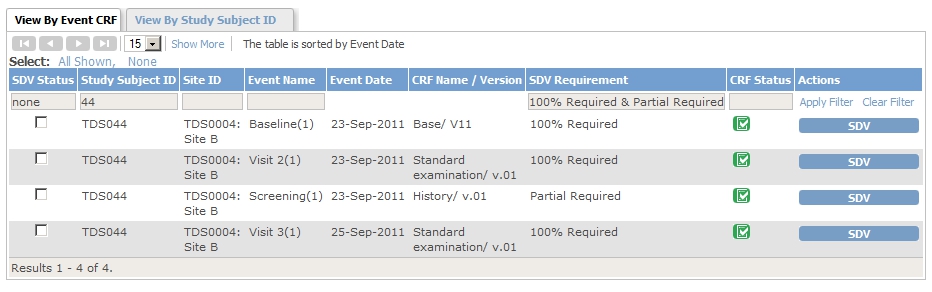 View By Event CRF View By Study Subject ID
15 Show More The table is sorted by Event Date
Select: All Shown, None
SDV Status Study Subject ID Site ID Event Name Event Date CRF Name / Version SDV Requirement CRF Status Actions
none 44 100% Required & Partial Required Apply Filter Clear Filter
TDS044 TDS0004: Baseline(1) 23-Sep-2011 Base/ V11 100% Required SDV
Site B
TDS044 TDS0004: Visit 2(1) 23-Sep-2011 Standard 100% Required SDV
Site B examination/ v.01
TDS044 TDS0004: Screening(1) 23-Sep-2011 History/ v.01 Partial Required SDV
Site B
TDS044 TDS0004: Visit 3(1) 25-Sep-2011 Standard 100% Required SDV
Site B examination/ v.01
Results 1 - 4 of 4.